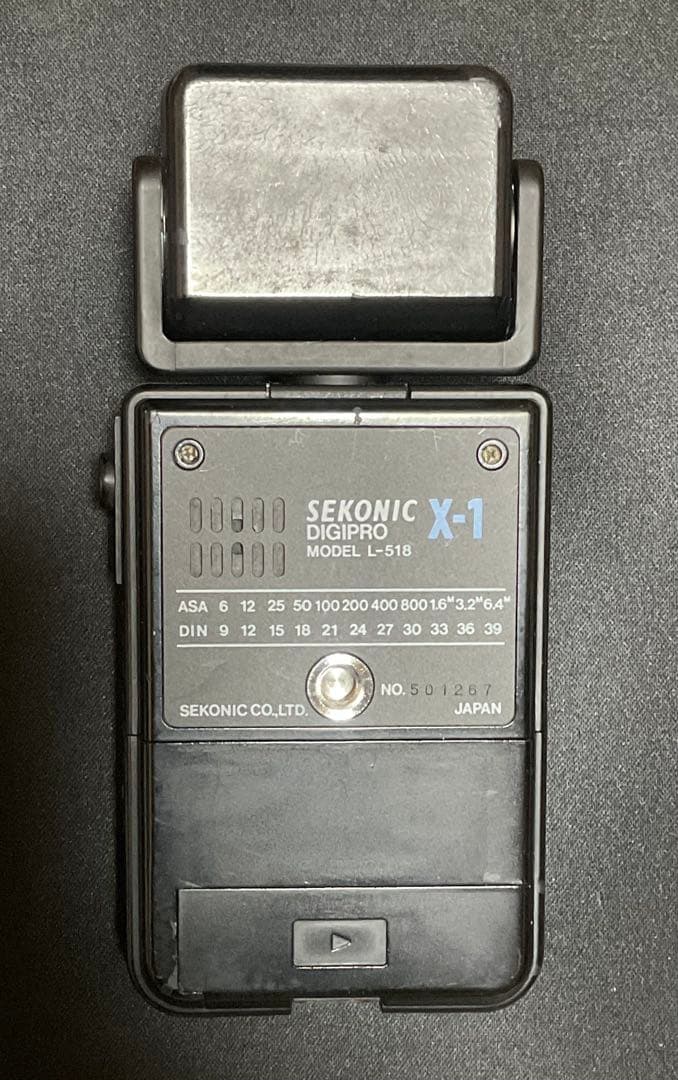 SEKONIC X-1
DIGIPRO
MODEL L-518
ASA 6 12 25 50 100 200 400 800 1.6M 3.2M 6.4M
DIN 9 12 15 18 21 24 27 30 33 36 39
NO. 501267
SEKONIC CO.,LTD. JAPAN